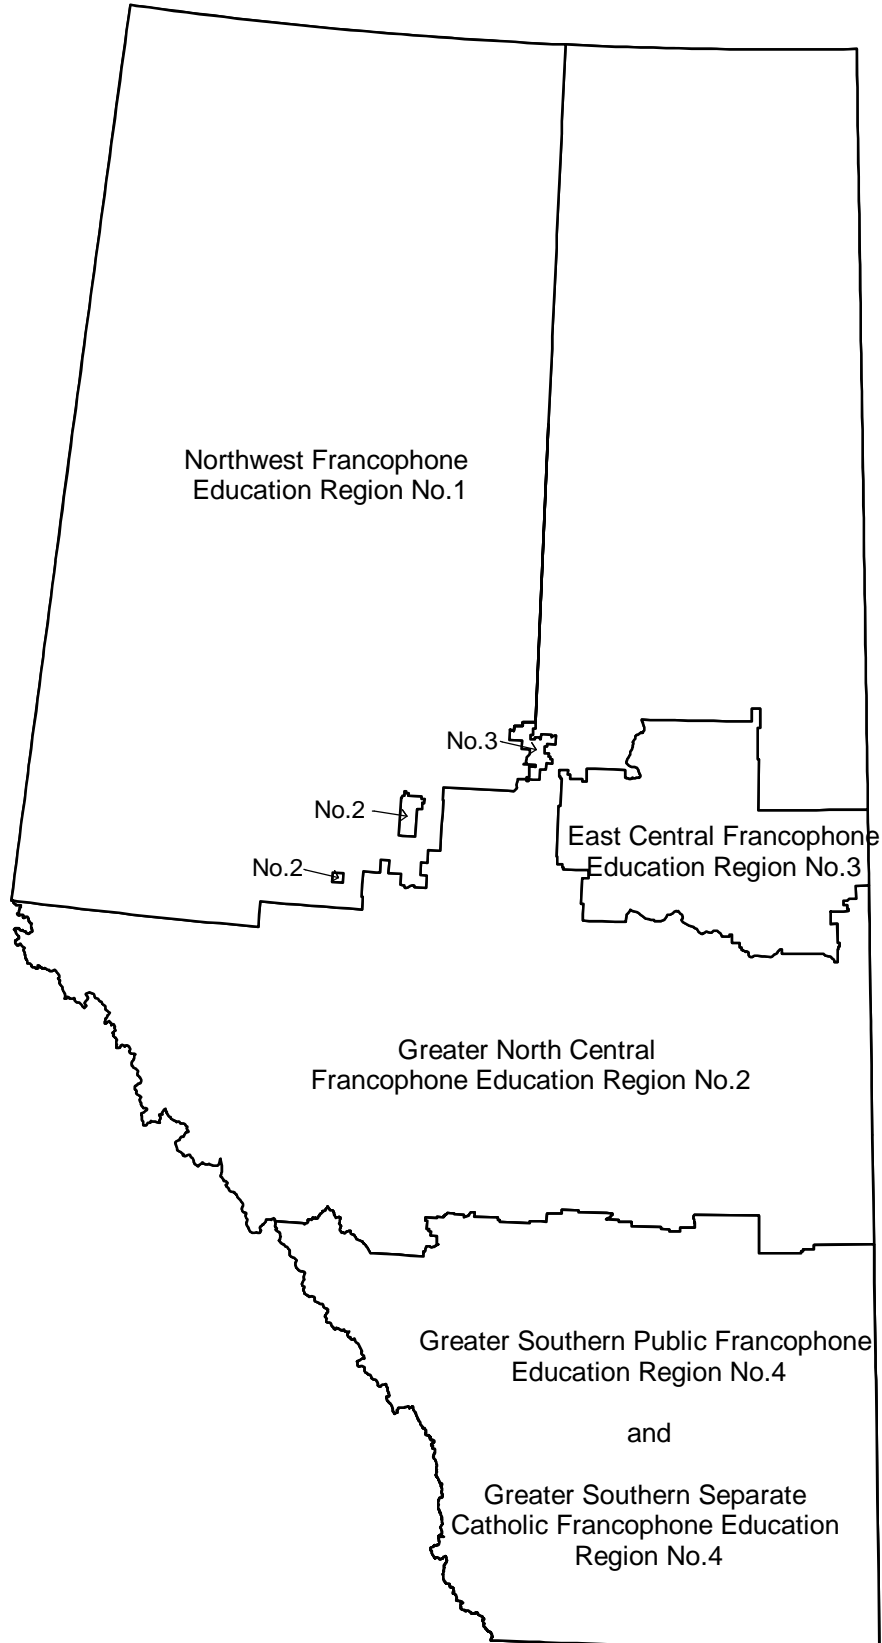 Northwest Francophone
Education Region No.1
No.3
No.2
No.2
East Central Francophone
Education Region No.3
Greater North Central
Francophone Education Region No.2
Greater Southern Public Francophone
Education Region No.4
and
Greater Southern Separate
Catholic Francophone Education
Region No.4